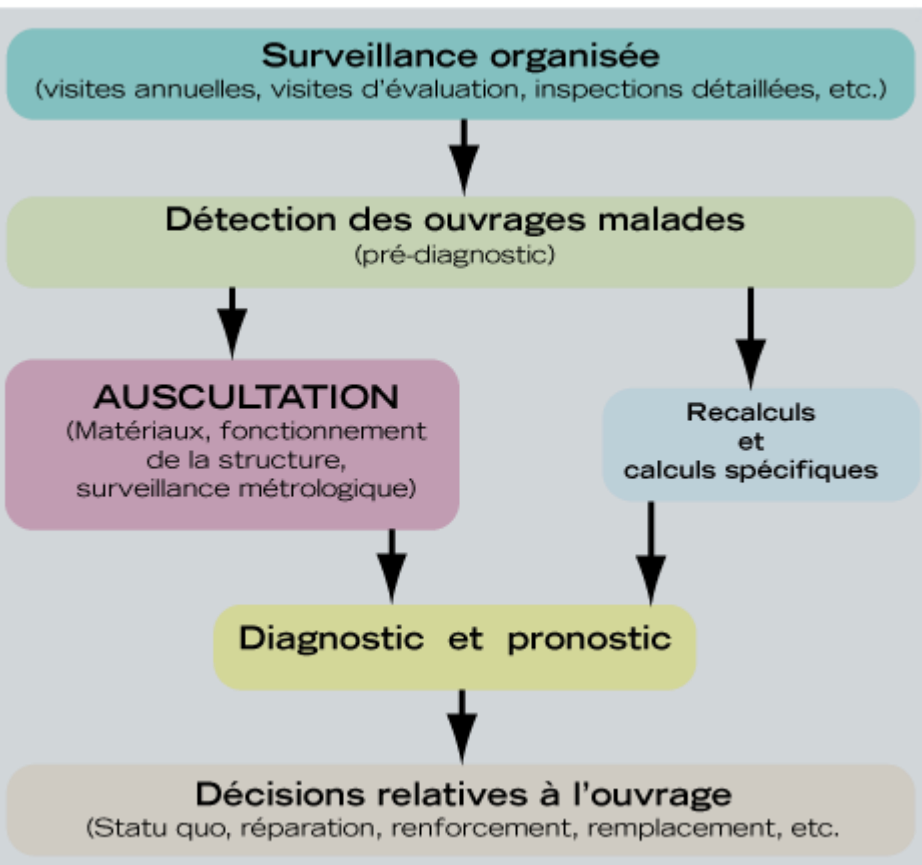 Surveillance organisée
(visites annuelles, visites d'évaluation, inspections détaillées, etc.)
Détection des ouvrages malades
(pré-diagnostic)
AUSCULTATION
(Matériaux, fonctionnement
de la structure,
surveillance métrologique)
Recalculs
et
calculs spécifiques
Diagnostic et pronostic
Décisions relatives à l'ouvrage
(Statu quo, réparation, renforcement, remplacement, etc.